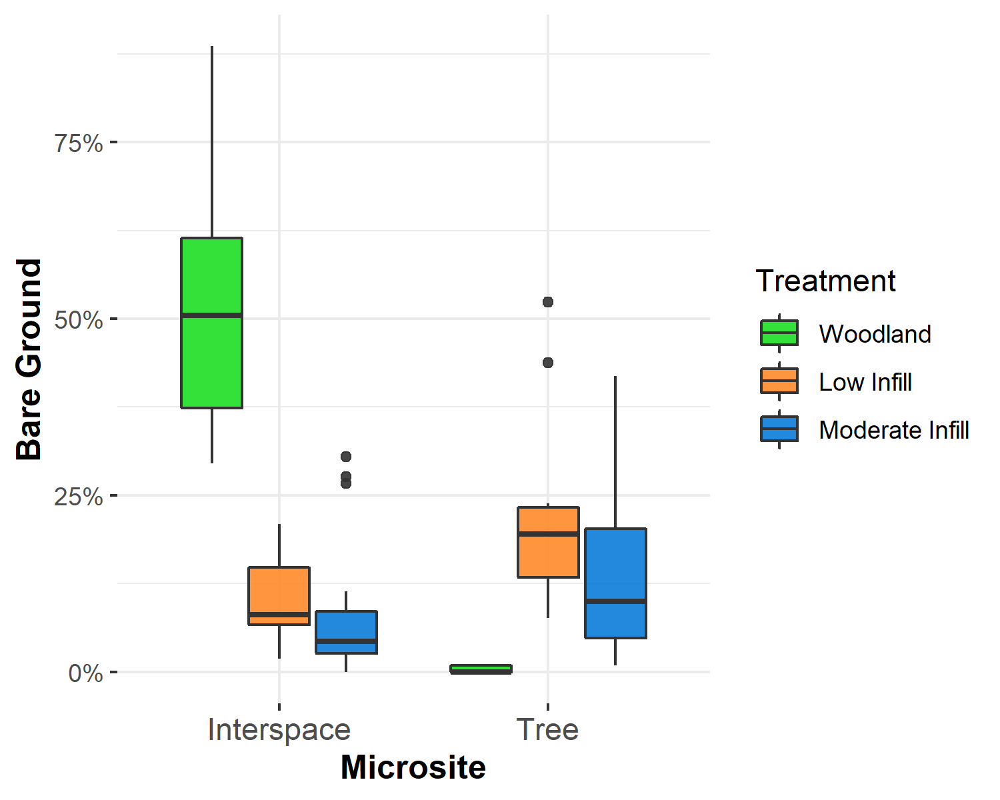 Bare Ground
75%
50%
25%
0%
Interspace
Tree
Microsite
Treatment
Woodland
Low Infill
Moderate Infill